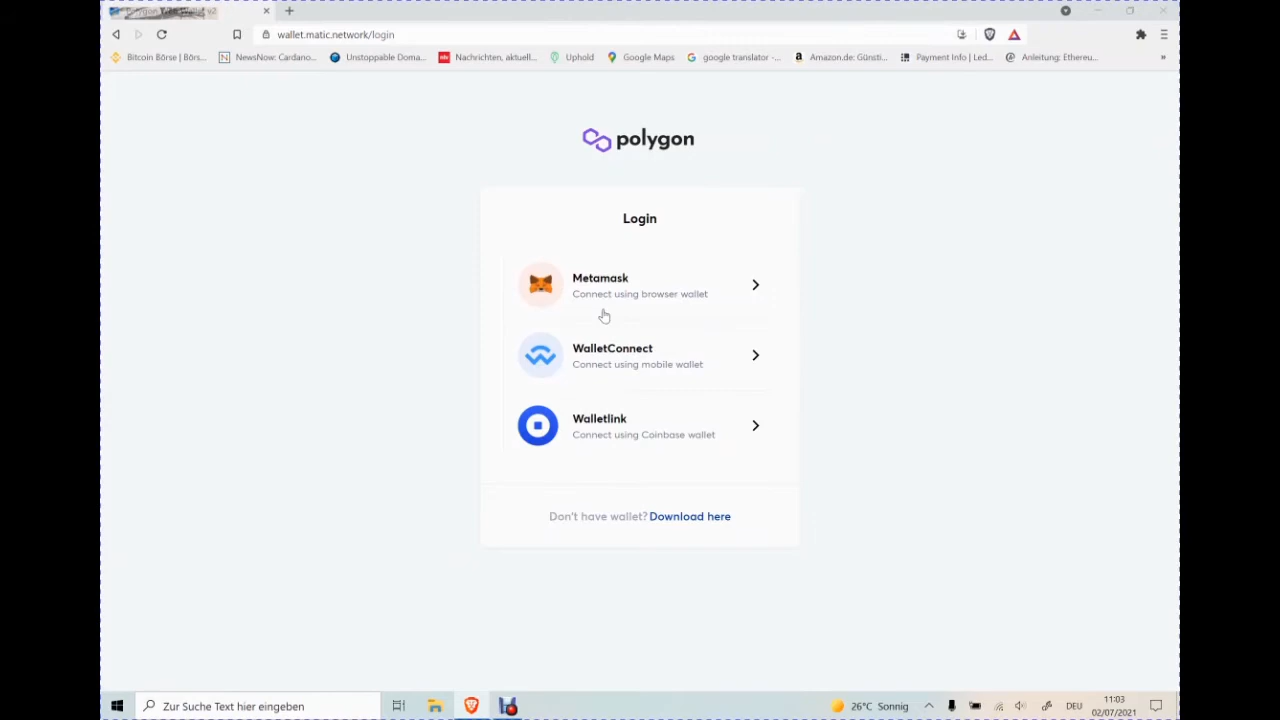 wallet.matic.network/login
Bitcoin Börse | Börs... NewsNow: Cardano... Unstoppable Doma... Nachrichten, aktuell... Uphold Google Maps google translator -... Amazon.de: Günsti... Payment Info | Led... Anleitung: Ethereu... »
polygon
Login
Metamask
Connect using browser wallet
WalletConnect
Connect using mobile wallet
Walletlink
Connect using Coinbase wallet
Don't have wallet? Download here
Zur Suche Text hier eingeben
26°C Sonnig
DEU
11:03
02/07/2021